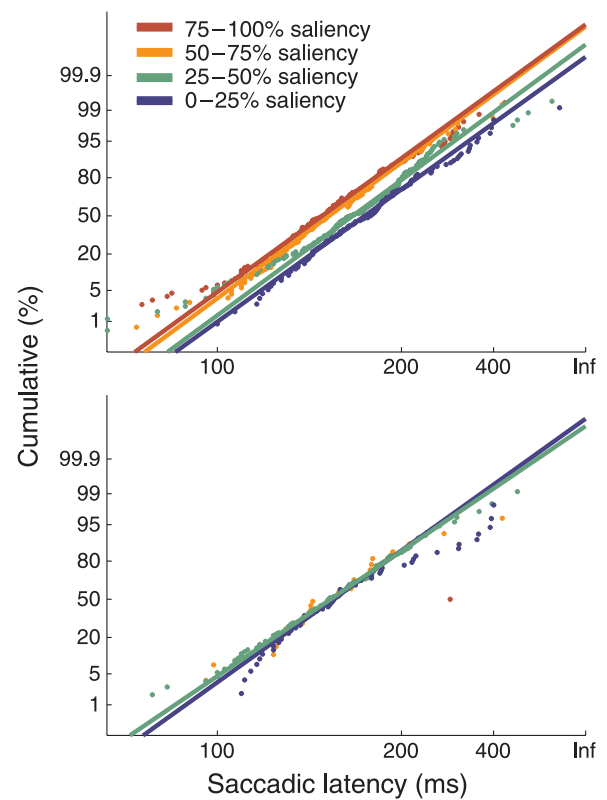 75–100% saliency
50–75% saliency
25–50% saliency
0–25% saliency
99.9
99
95
80
50
20
5
1
100
200
400
Inf
Cumulative (%)
99.9
99
95
80
50
20
5
1
100
200
400
Inf
Saccadic latency (ms)